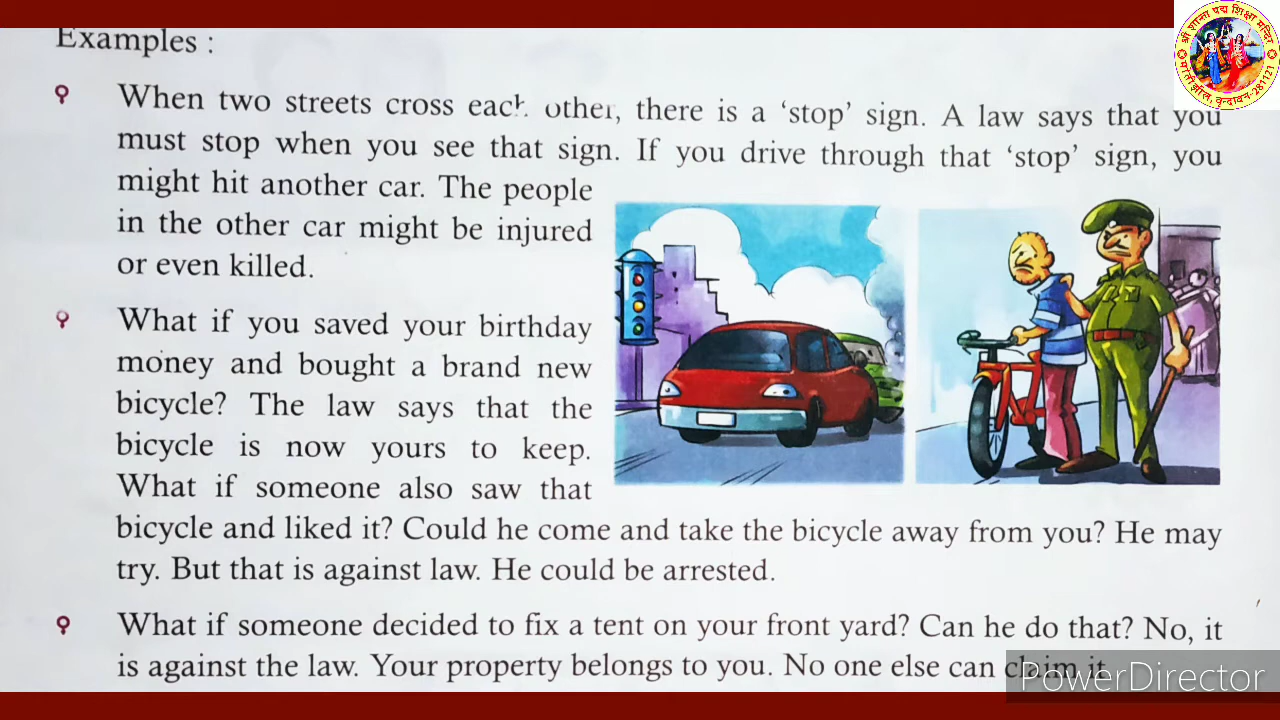 Examples :
When two streets cross each other, there is a ‘stop’ sign. A law says that you
must stop when you see that sign. If you drive through that ‘stop’ sign, you
might hit another car. The people
in the other car might be injured
or even killed.
What if you saved your birthday
money and bought a brand new
bicycle? The law says that the
bicycle is now yours to keep.
What if someone also saw that
bicycle and liked it? Could he come and take the bicycle away from you? He may
try. But that is against law. He could be arrested.
What if someone decided to fix a tent on your front yard? Can he do that? No, it
is against the law. Your property belongs to you. No one else can claim it
PowerDirector
श्री शान्ता पद्म शिक्षा मन्दिर
मोतीझील, वृन्दावन-281121